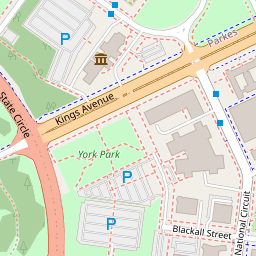 P
Parkes
Kings Avenue
State Circle
York Park
P
P
Blackall Street
National Circuit